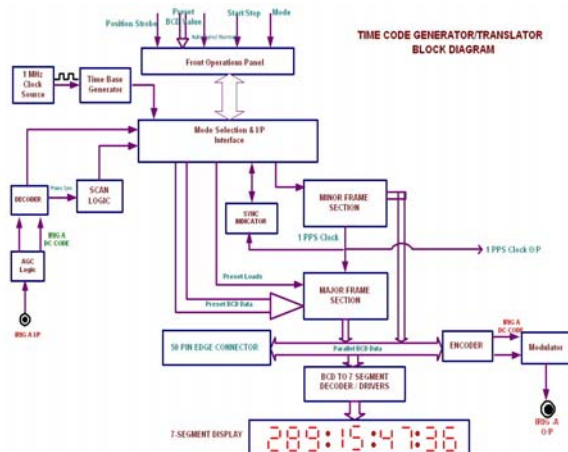 TIME CODE GENERATOR/TRANSLATOR
BLOCK DIAGRAM
Position Strobe
Preset
BCD Value
Start Stop
Mode
Front Operations Panel
1 MHz
Clock
Source
Time Base
Generator
Mode Selection & I/P
Interface
DECODER
SCAN
LOGIC
IRIG A
DC CODE
AGC
Logic
IRIG A I/P
SYNC
INDICATOR
MINOR FRAME
SECTION
1 PPS Clock
1 PPS Clock O/P
Preset Loads
Preset BCD Data
MAJOR FRAME
SECTION
50 PIN EDGE CONNECTOR
Parallel BCD Data
ENCODER
IRIG A
DC CODE
Modulator
IRIG -A
O/P
BCD TO 7 SEGMENT
DECODER / DRIVERS
7-SEGMENT DISPLAY
289:15:47:36